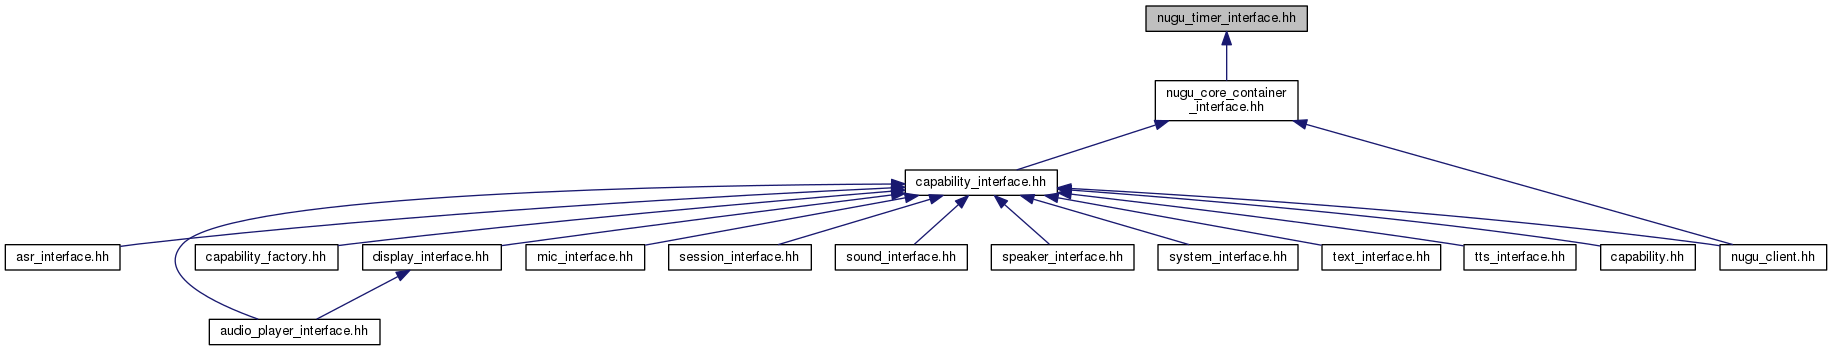 nugu_timer_interface.hh
nugu_core_container
_interface.hh
capability_interface.hh
asr_interface.hh
capability_factory.hh
display_interface.hh
mic_interface.hh
session_interface.hh
sound_interface.hh
speaker_interface.hh
system_interface.hh
text_interface.hh
tts_interface.hh
capability.hh
nugu_client.hh
audio_player_interface.hh